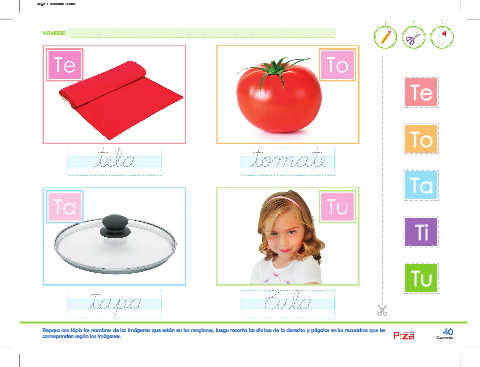 NOMBRE:
Te
To
tela
tomate
Ta
Tu
tapa
Tula
Te
To
Ta
Ti
Tu
Repasa con lápiz los nombres de las imágenes que están en los renglones, luego recorta las sílabas de la derecha y pégalas en los recuadros que les
corresponden según las imágenes.
40